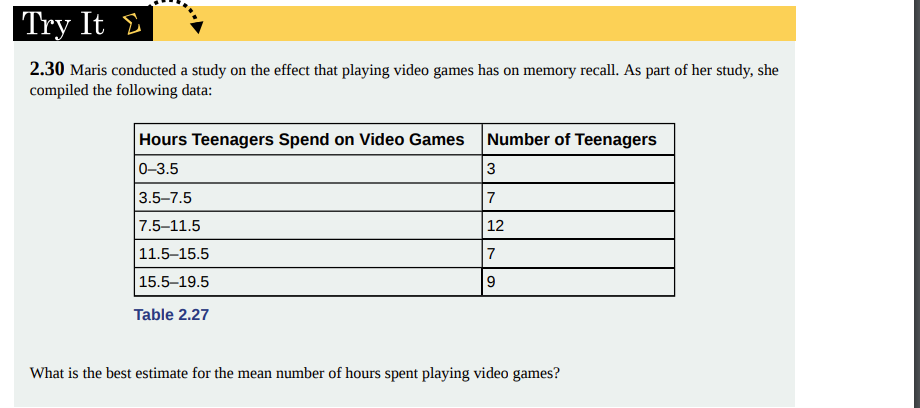 Try It Σ
2.30 Maris conducted a study on the effect that playing video games has on memory recall. As part of her study, she
compiled the following data:
Hours Teenagers Spend on Video Games Number of Teenagers
0–3.5 3
3.5–7.5 7
7.5–11.5 12
11.5–15.5 7
15.5–19.5 9
Table 2.27
What is the best estimate for the mean number of hours spent playing video games?